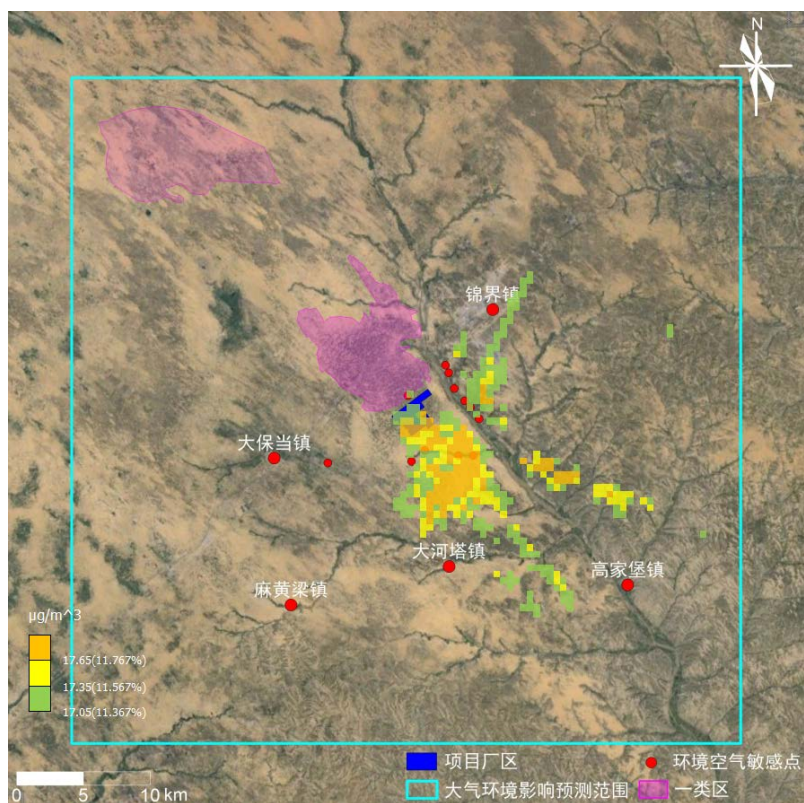 N
锦界镇
大保当镇
大河塔镇
高家堡镇
麻黄梁镇
μg/m^3
17.65(11.767%)
17.35(11.567%)
17.05(11.367%)
项目厂区
环境空气敏感点
大气环境影响预测范围
一类区
0 5 10 km